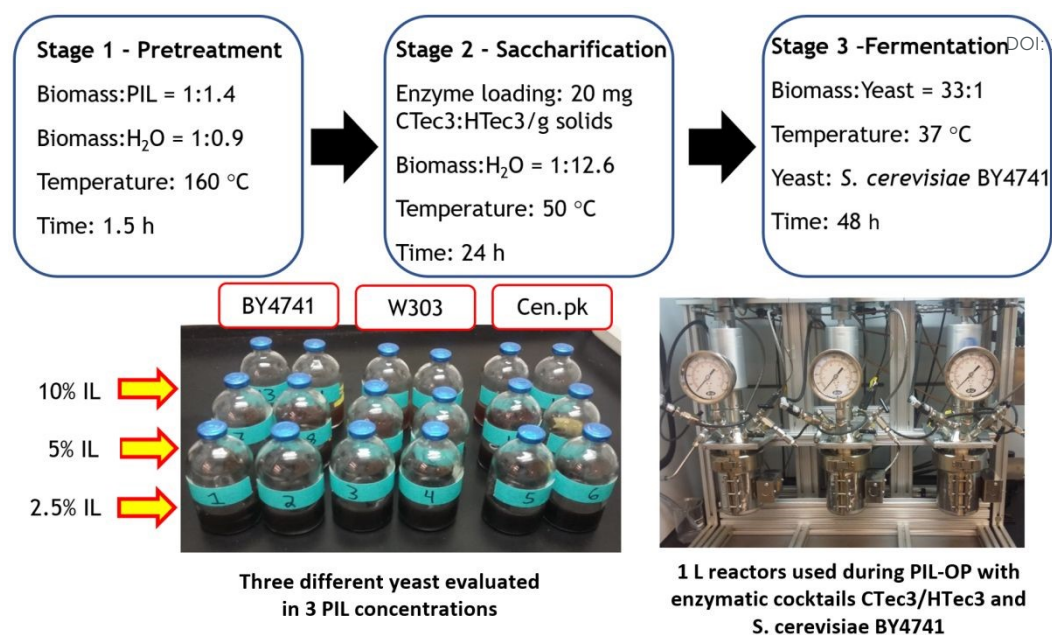 Stage 1 - Pretreatment
Biomass:PIL = 1:1.4
Biomass:H₂O = 1:0.9
Temperature: 160 °C
Time: 1.5 h
Stage 2 - Saccharification
Enzyme loading: 20 mg
CTec3:HTec3/g solids
Biomass:H₂O = 1:12.6
Temperature: 50 °C
Time: 24 h
Stage 3 -Fermentation
DOI:
Biomass:Yeast = 33:1
Temperature: 37 °C
Yeast: S. cerevisiae BY4741
Time: 48 h
BY4741
W303
Cen.pk
10% IL
5% IL
2.5% IL
1
2
3
4
5
6
Three different yeast evaluated
in 3 PIL concentrations
1 L reactors used during PIL-OP with
enzymatic cocktails CTec3/HTec3 and
S. cerevisiae BY4741